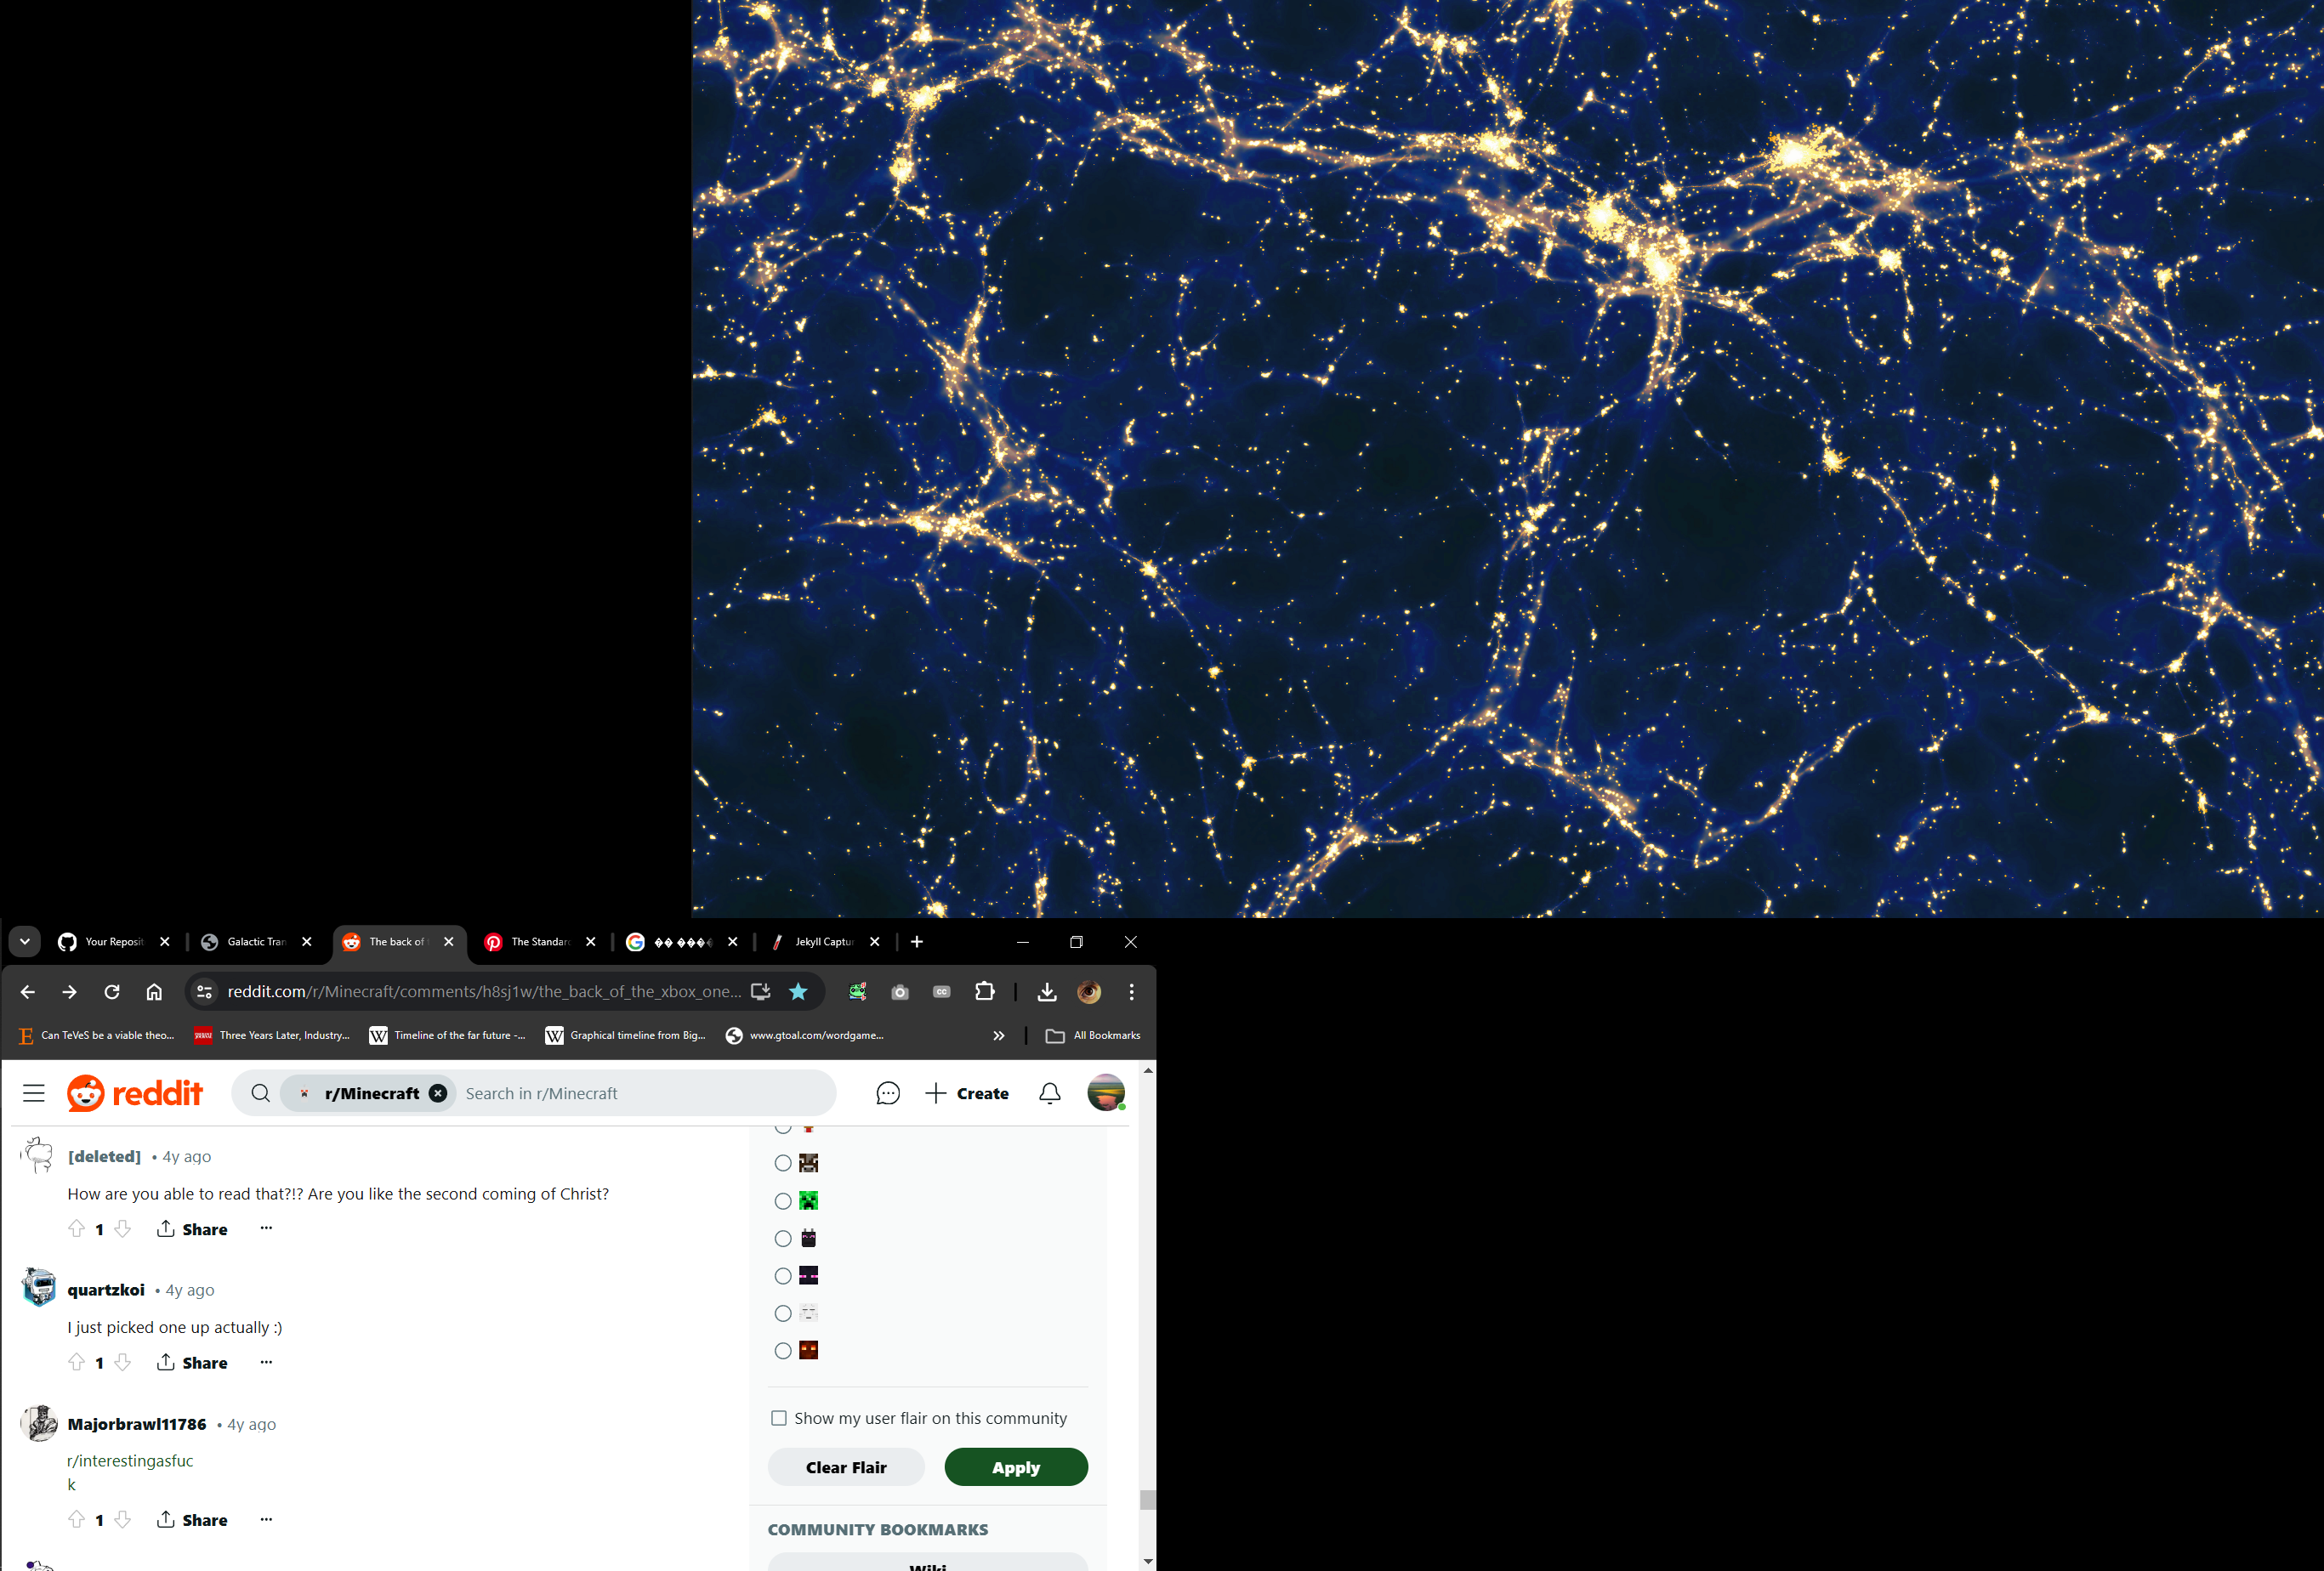 Your Reposit
Galactic Tran
The back of
The Standar
�� ����
Jekyll Captur
reddit.com/r/Minecraft/comments/h8sj1w/the_back_of_the_xbox_one...
Can TeVeS be a viable theo...
Three Years Later, Industry...
Timeline of the far future -...
Graphical timeline from Big...
www.gtoal.com/wordgame...
All Bookmarks
reddit
r/Minecraft
Search in r/Minecraft
Create
[deleted] • 4y ago
How are you able to read that?!? Are you like the second coming of Christ?
1
Share
quartzkoi • 4y ago
I just picked one up actually :)
1
Share
Majorbrawl11786 • 4y ago
r/interestingasfuc
k
1
Share
Show my user flair on this community
Clear Flair
Apply
COMMUNITY BOOKMARKS
Wiki